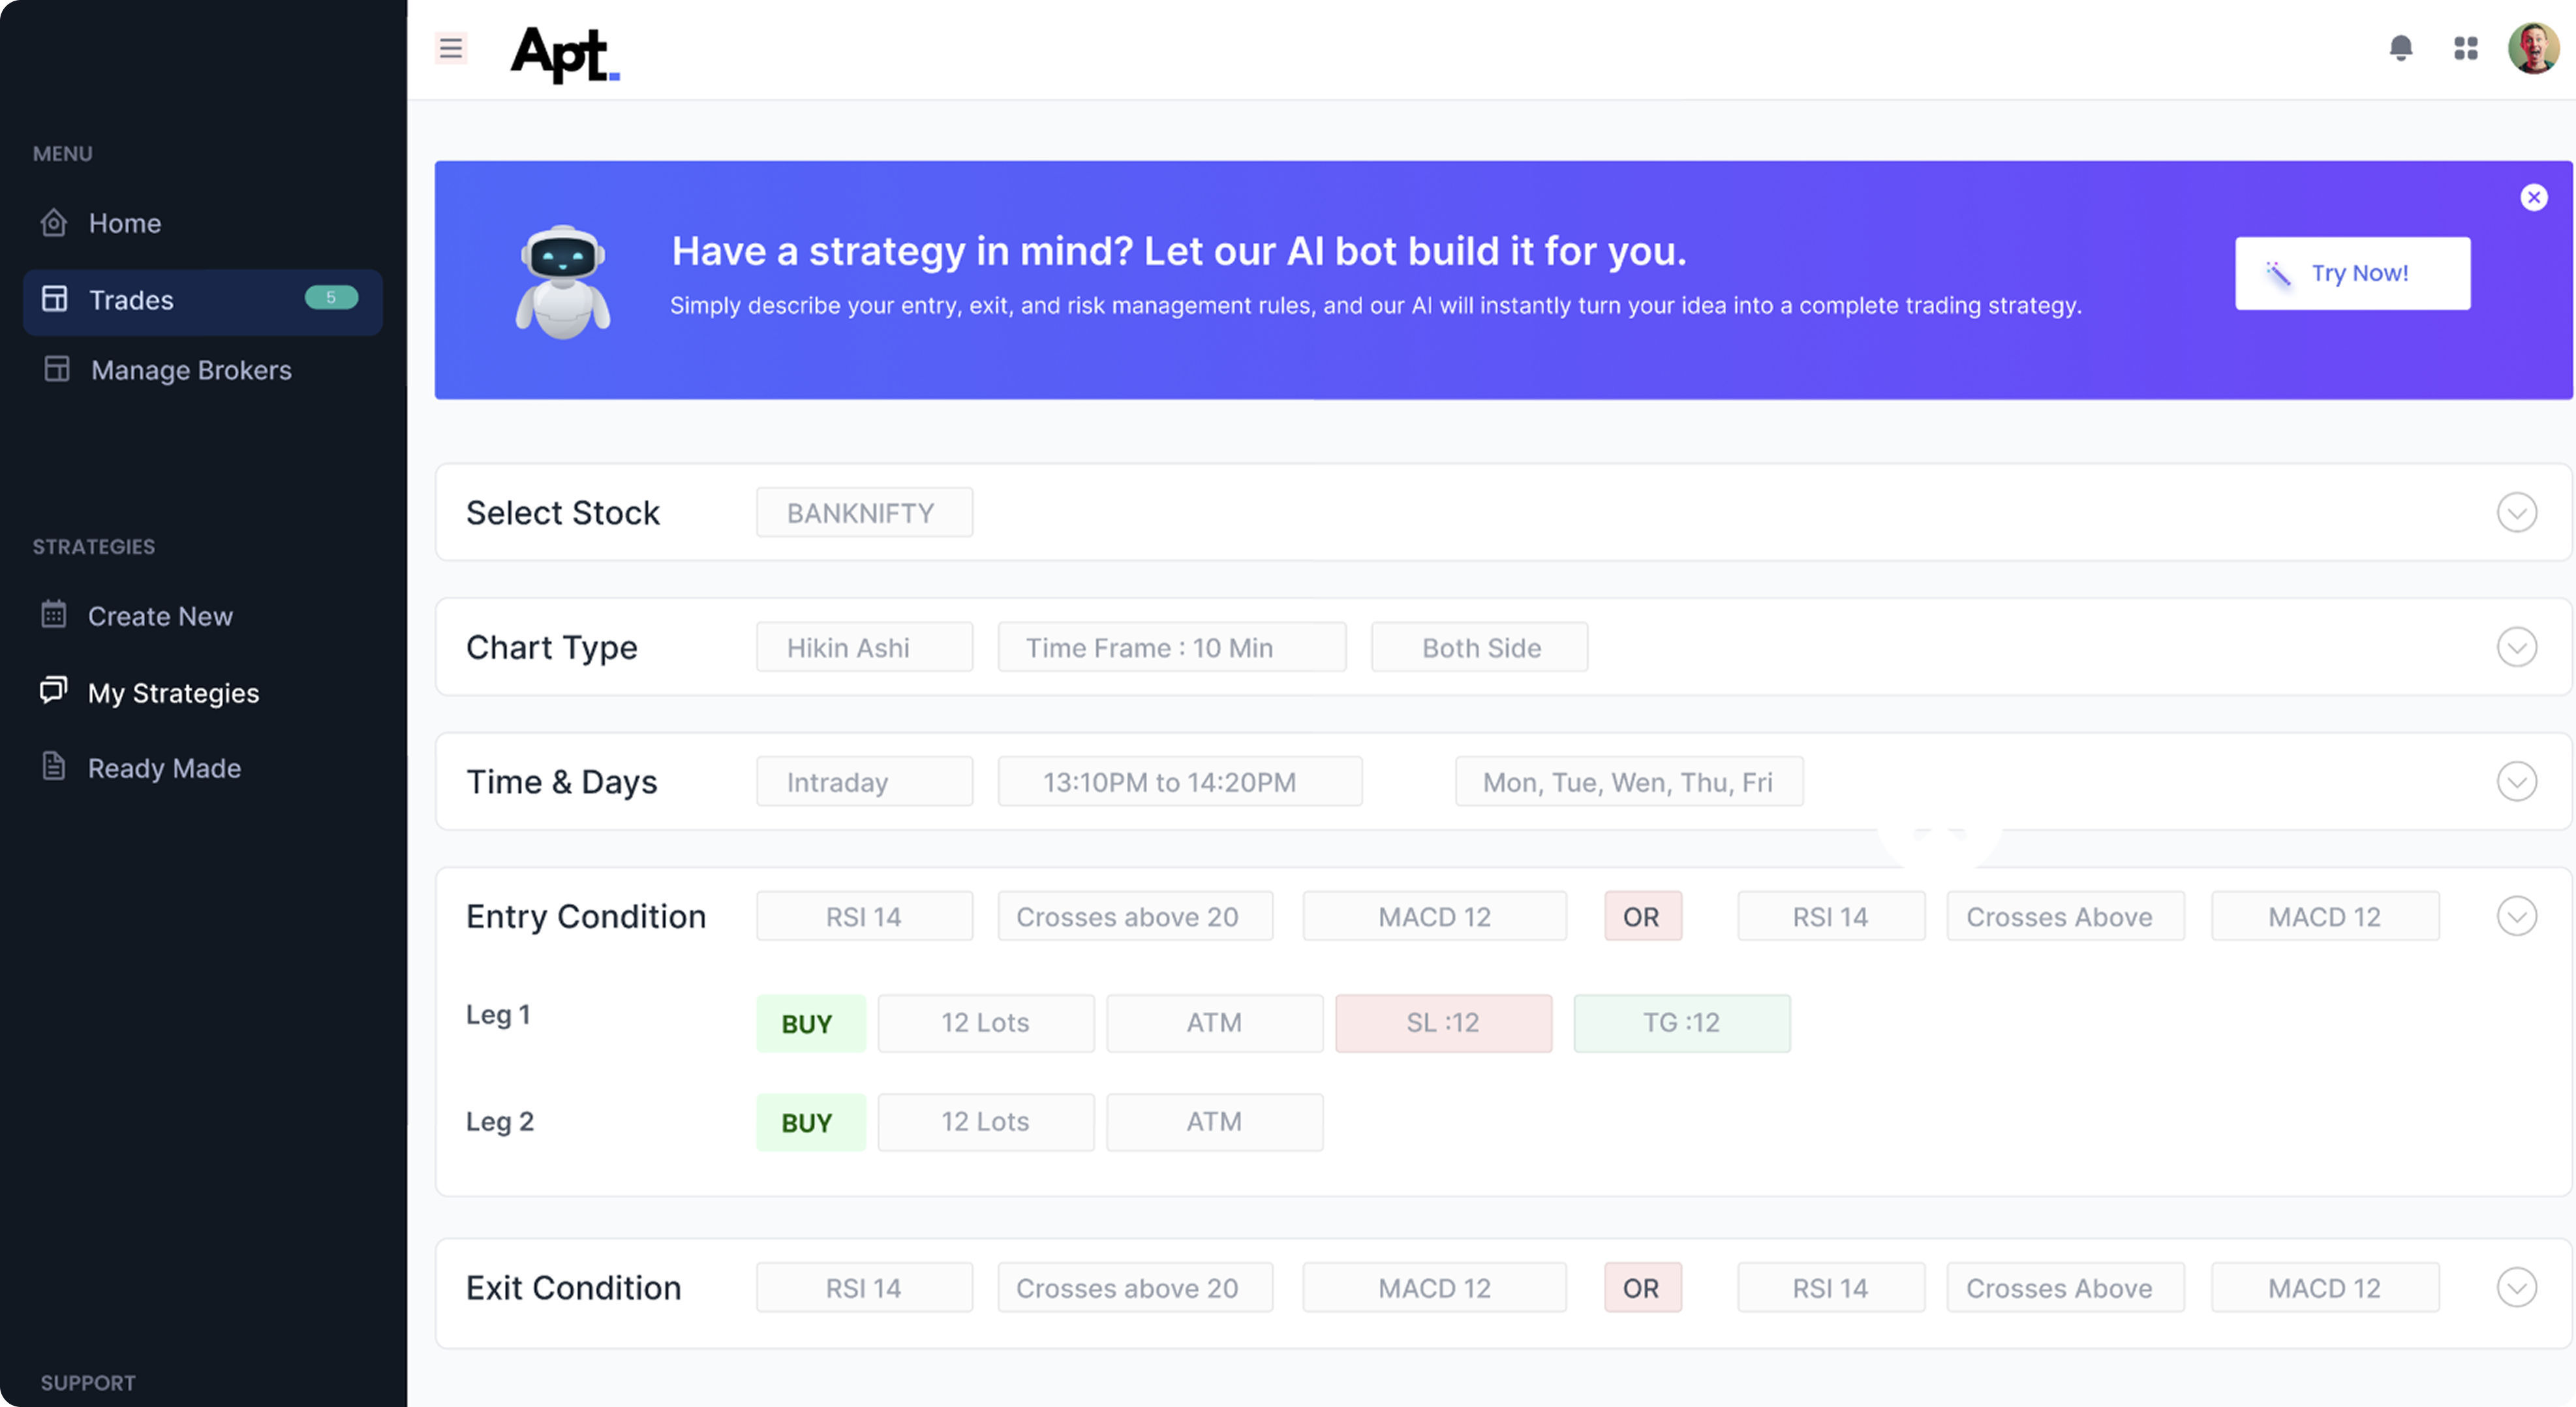 Apt.
MENU
Home
Trades 5
Manage Brokers
STRATEGIES
Create New
My Strategies
Ready Made
SUPPORT
Have a strategy in mind? Let our AI bot build it for you.
Simply describe your entry, exit, and risk management rules, and our AI will instantly turn your idea into a complete trading strategy.
Try Now!
Select Stock BANKNIFTY
Chart Type Hikin Ashi Time Frame : 10 Min Both Side
Time & Days Intraday 13:10PM to 14:20PM Mon, Tue, Wen, Thu, Fri
Entry Condition RSI 14 Crosses above 20 MACD 12 OR RSI 14 Crosses Above MACD 12
Leg 1 BUY 12 Lots ATM SL :12 TG :12
Leg 2 BUY 12 Lots ATM
Exit Condition RSI 14 Crosses above 20 MACD 12 OR RSI 14 Crosses Above MACD 12